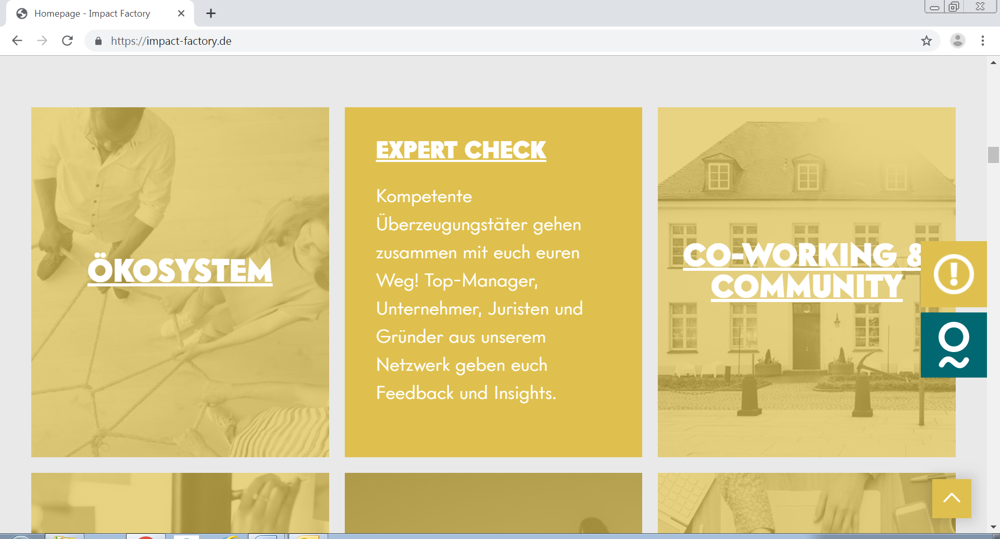 Homepage - Impact Factory
https://impact-factory.de
ÖKOSYSTEM
EXPERT CHECK
Kompetente
Überzeugungstäter gehen
zusammen mit euch euren
Weg! Top-Manager,
Unternehmer, Juristen und
Gründer aus unserem
Netzwerk geben euch
Feedback und Insights.
CO-WORKING &
COMMUNITY